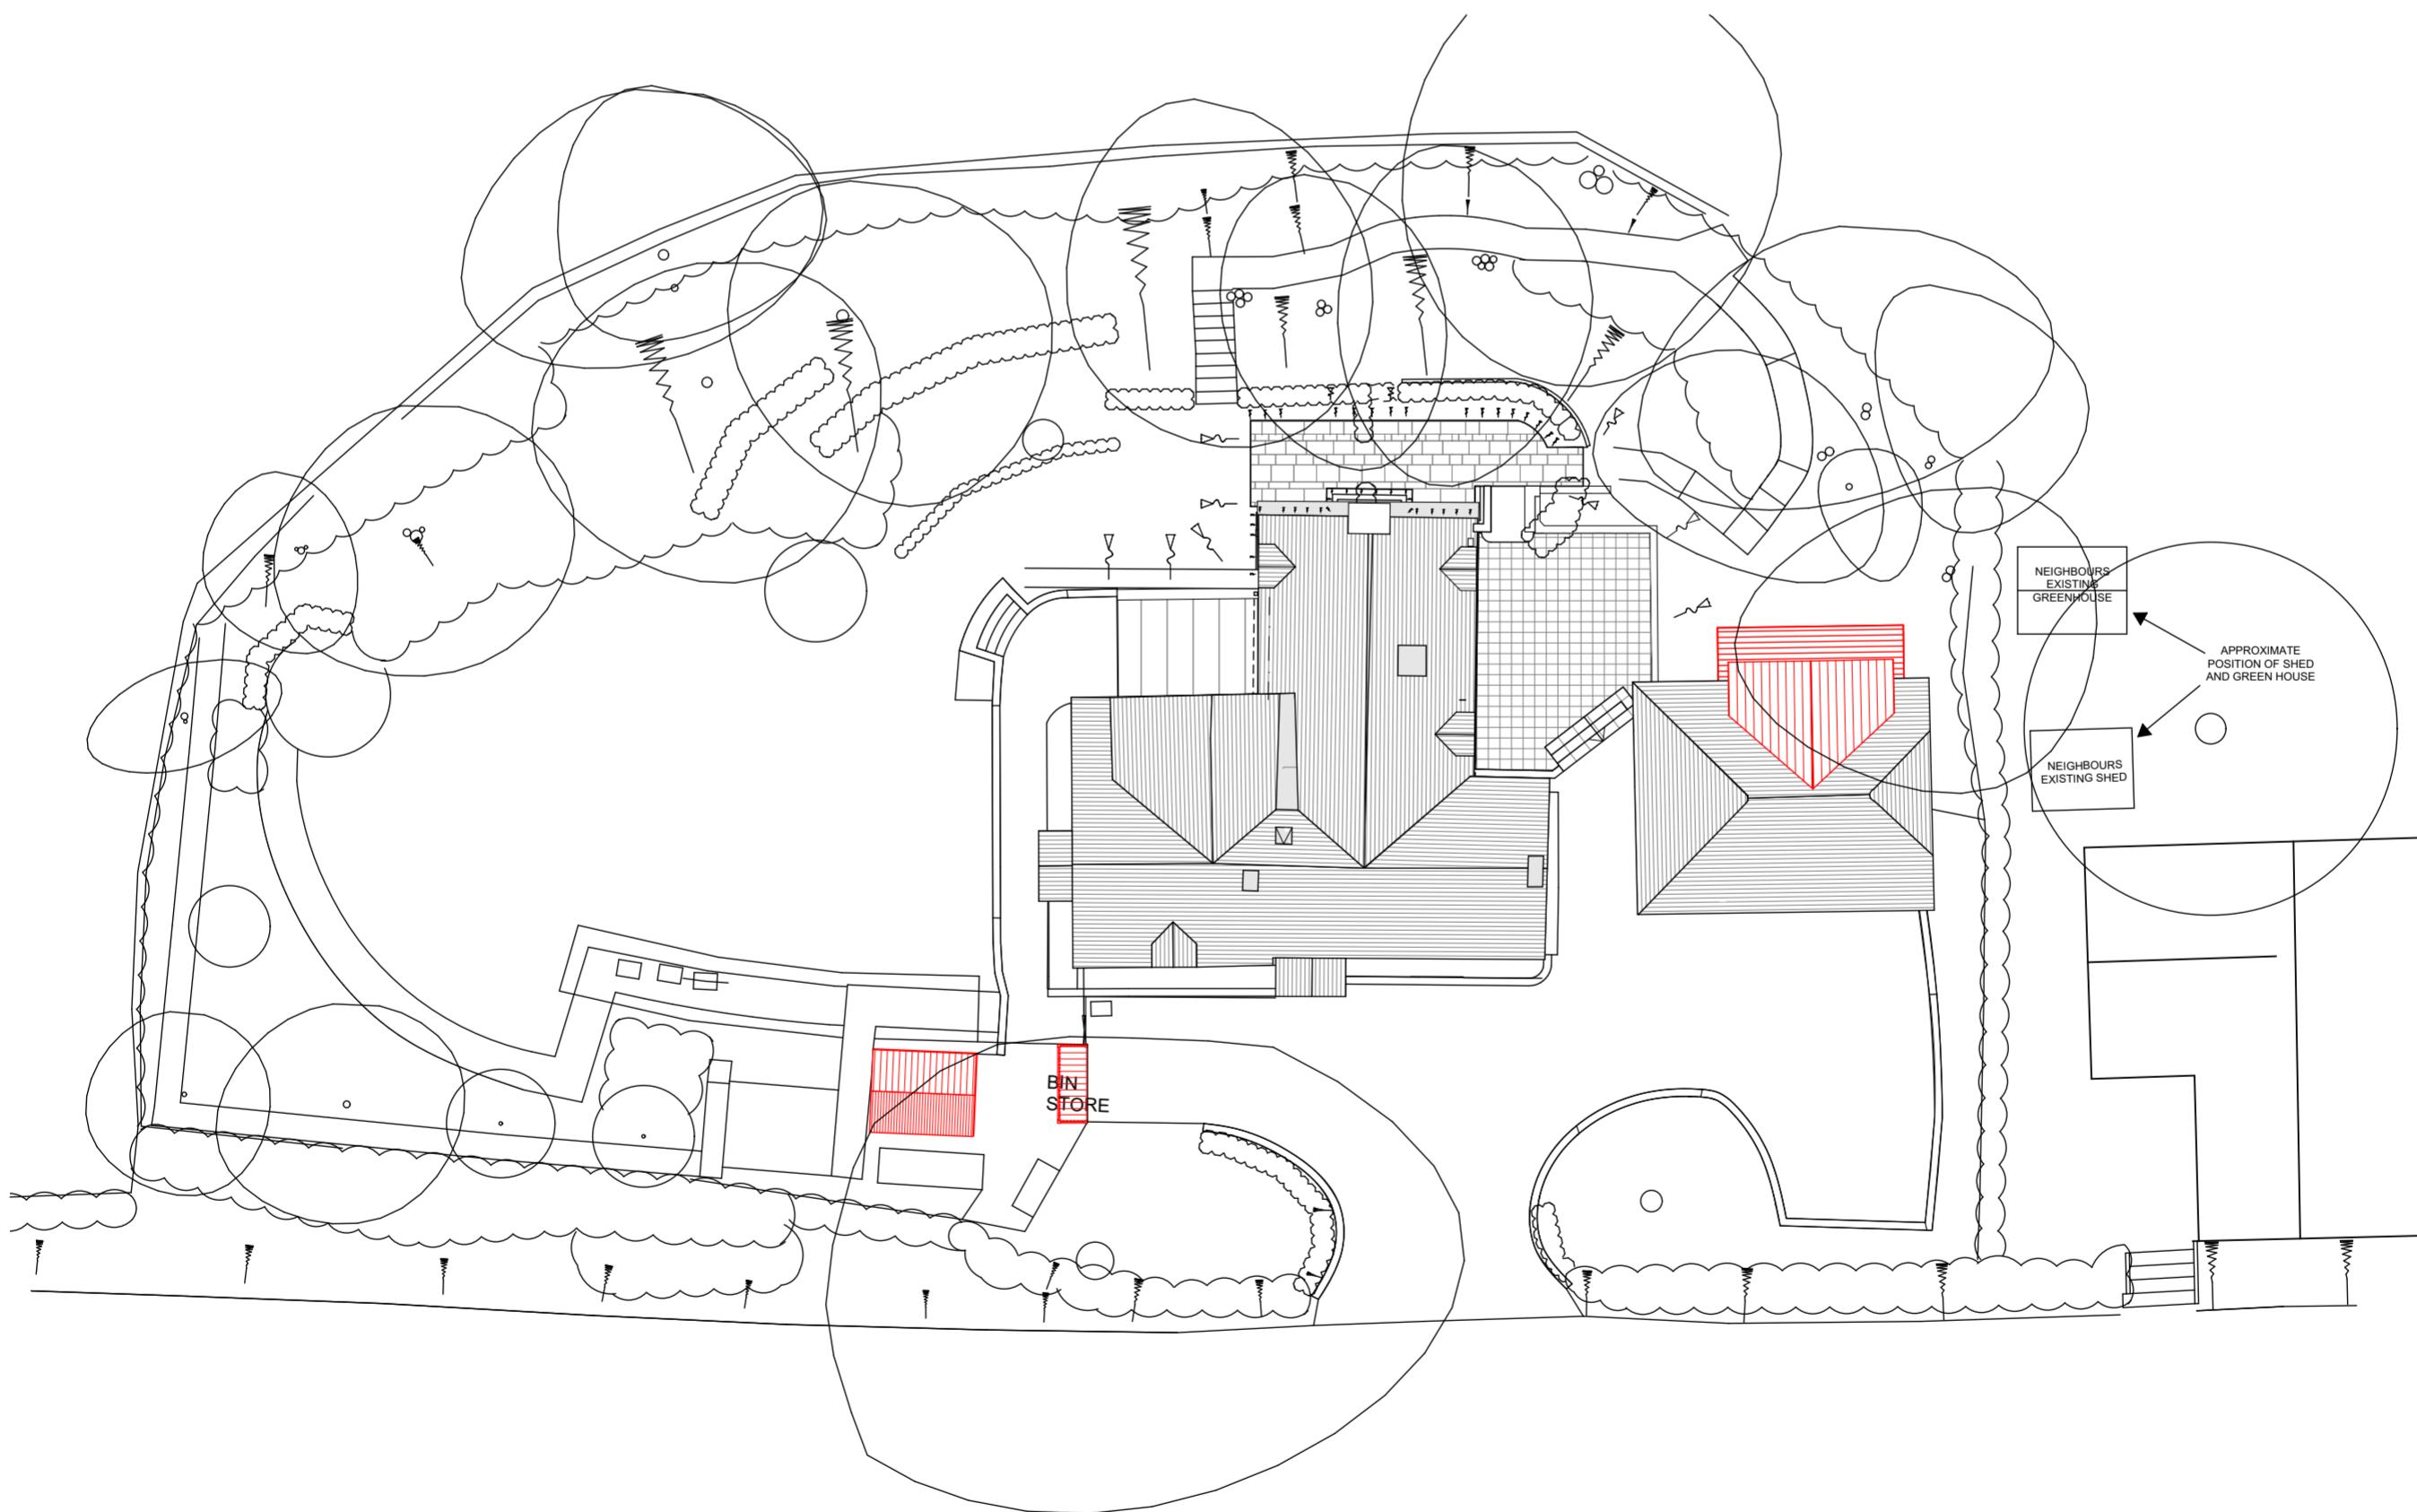 NEIGHBOURS
EXISTING
GREENHOUSE
APPROXIMATE
POSITION OF SHED
AND GREEN HOUSE
NEIGHBOURS
EXISTING SHED
BIN
STORE